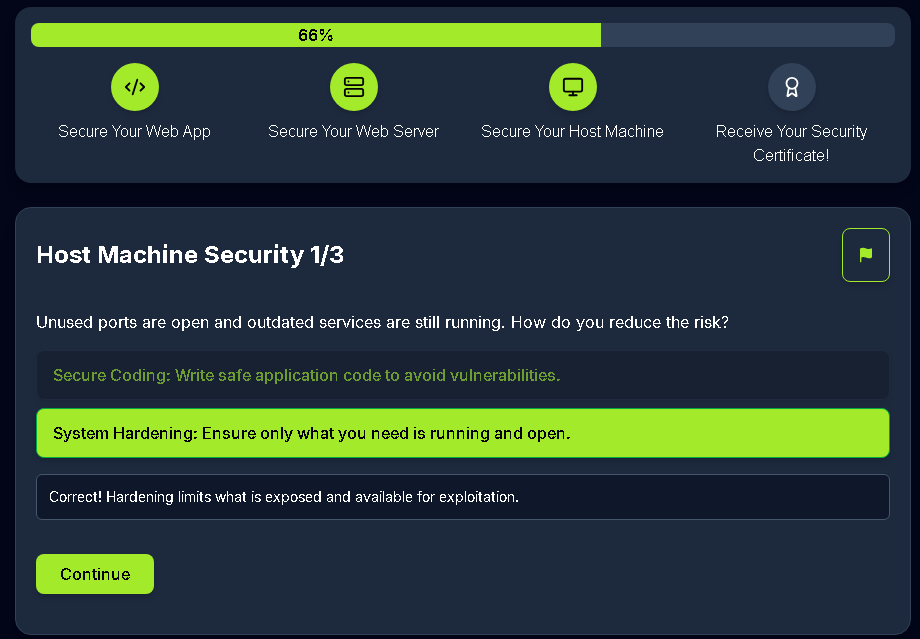 66%
Secure Your Web App
Secure Your Web Server
Secure Your Host Machine
Receive Your Security
Certificate!
Host Machine Security 1/3
Unused ports are open and outdated services are still running. How do you reduce the risk?
Secure Coding: Write safe application code to avoid vulnerabilities.
System Hardening: Ensure only what you need is running and open.
Correct! Hardening limits what is exposed and available for exploitation.
Continue